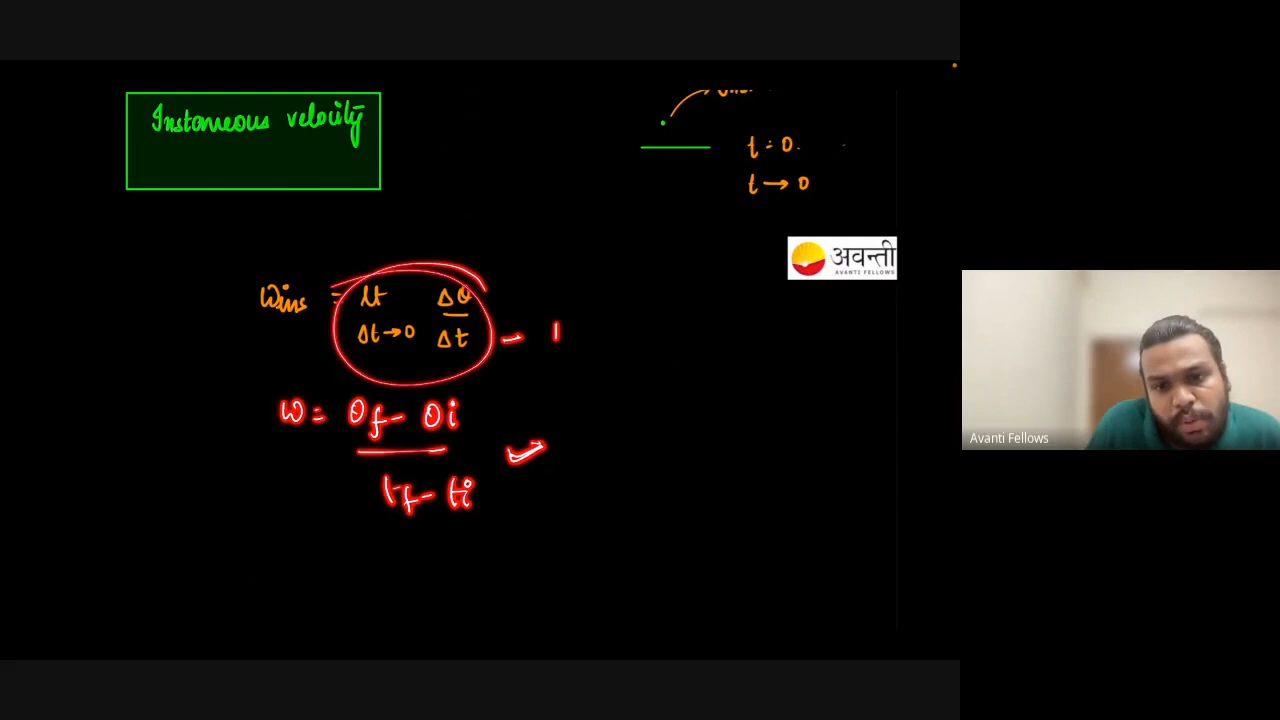 Instaneous velocity
t = 0.
t → 0
अवन्ती
AVANTI FELLOWS
ωins = lt Δθ
Δt→0 Δt
- 1
ω = θf - θi
tf - ti
Avanti Fellows